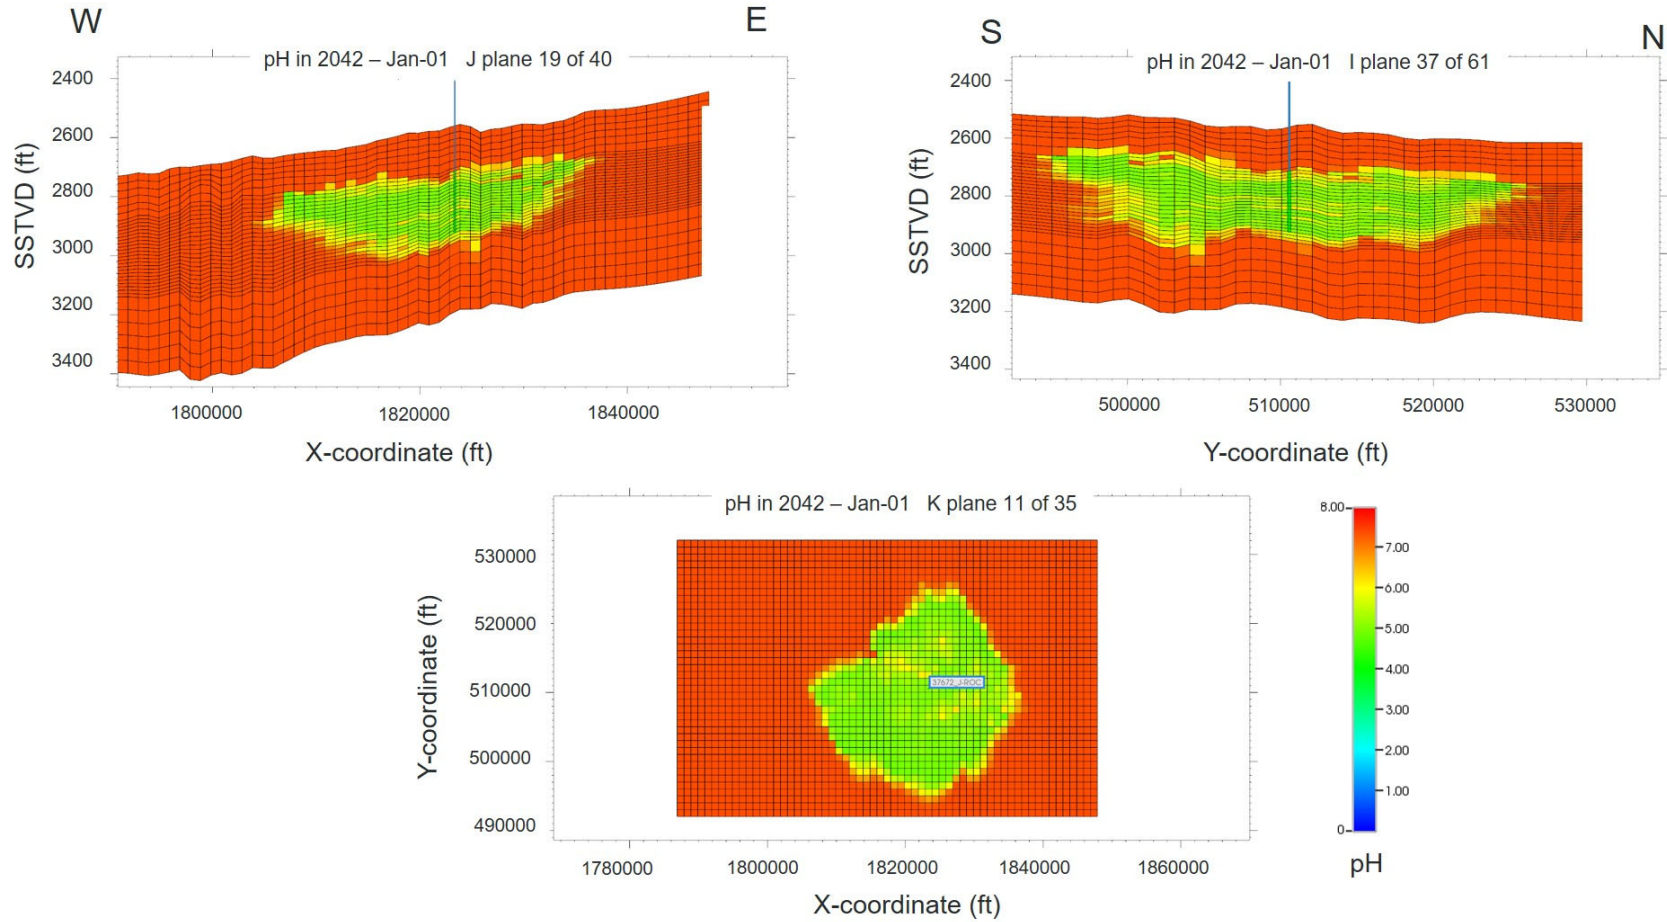 W
E
pH in 2042 – Jan-01 J plane 19 of 40
2400
2600
2800
3000
3200
3400
SSTVD (ft)
1800000
1820000
1840000
X-coordinate (ft)
S
N
pH in 2042 – Jan-01 I plane 37 of 61
2400
2600
2800
3000
3200
3400
SSTVD (ft)
500000
510000
520000
530000
Y-coordinate (ft)
pH in 2042 – Jan-01 K plane 11 of 35
530000
520000
510000
500000
490000
Y-coordinate (ft)
37672_J-ROC
1780000
1800000
1820000
1840000
1860000
X-coordinate (ft)
8.00
7.00
6.00
5.00
4.00
3.00
2.00
1.00
0
pH